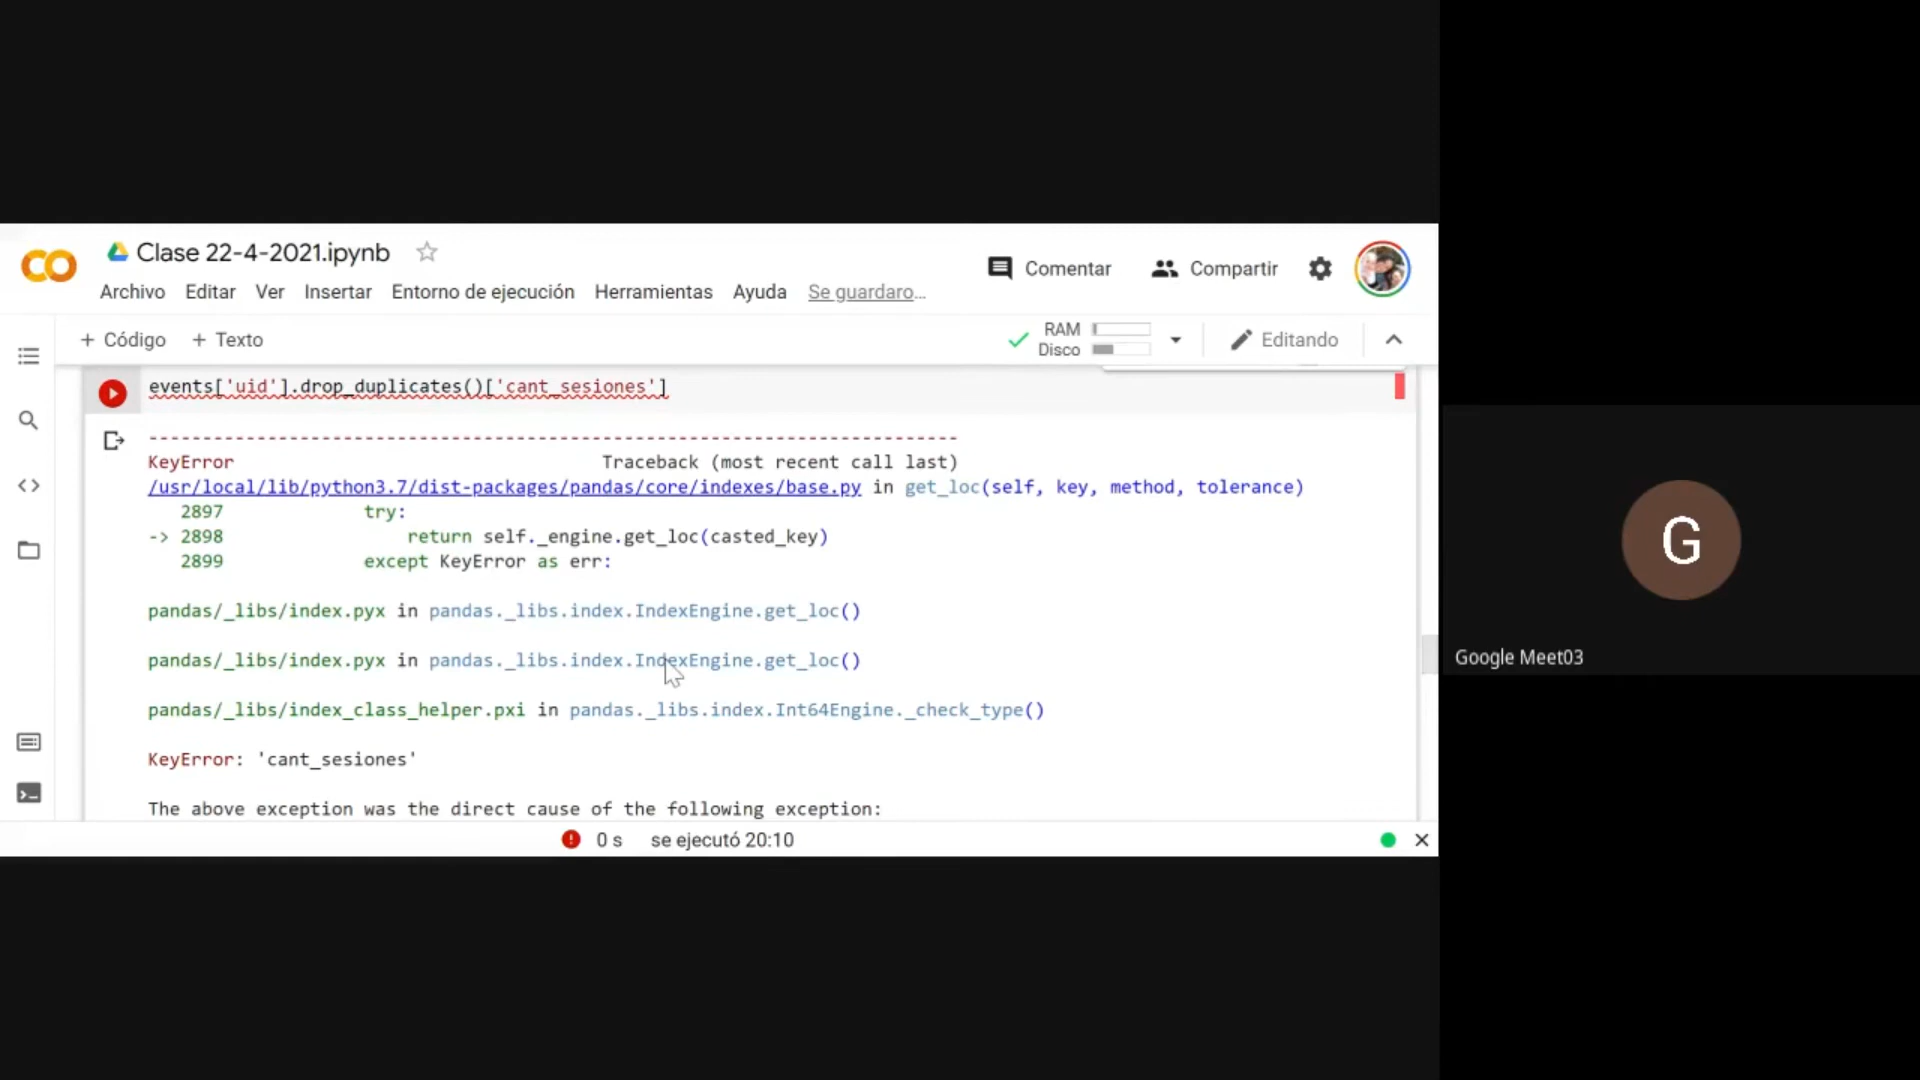 Clase 22-4-2021.ipynb
Comentar
Compartir
Archivo Editar Ver Insertar Entorno de ejecución Herramientas Ayuda Se guardaro…
+ Código + Texto
RAM
Disco
Editando
events['uid'].drop_duplicates()['cant_sesiones']
---------------------------------------------------------------------------
KeyError Traceback (most recent call last)
/usr/local/lib/python3.7/dist-packages/pandas/core/indexes/base.py in get_loc(self, key, method, tolerance)
2897 try:
-> 2898 return self._engine.get_loc(casted_key)
2899 except KeyError as err:
pandas/_libs/index.pyx in pandas._libs.index.IndexEngine.get_loc()
pandas/_libs/index.pyx in pandas._libs.index.IndexEngine.get_loc()
pandas/_libs/index_class_helper.pxi in pandas._libs.index.Int64Engine._check_type()
KeyError: 'cant_sesiones'
The above exception was the direct cause of the following exception:
0 s se ejecutó 20:10
G
Google Meet03